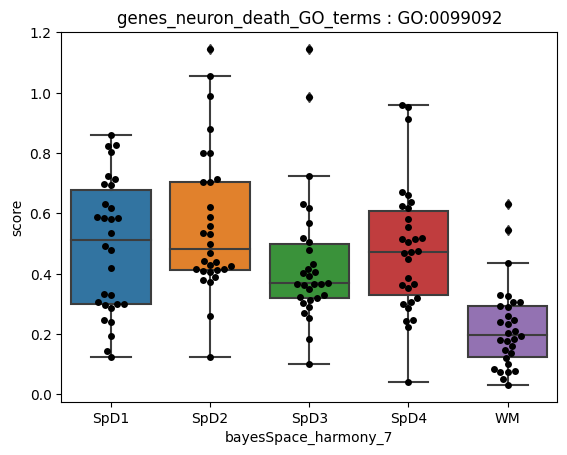 genes_neuron_death_GO_terms : GO:0099092
1.2
1.0
0.8
0.6
0.4
0.2
0.0
score
SpD1 SpD2 SpD3 SpD4 WM
bayesSpace_harmony_7